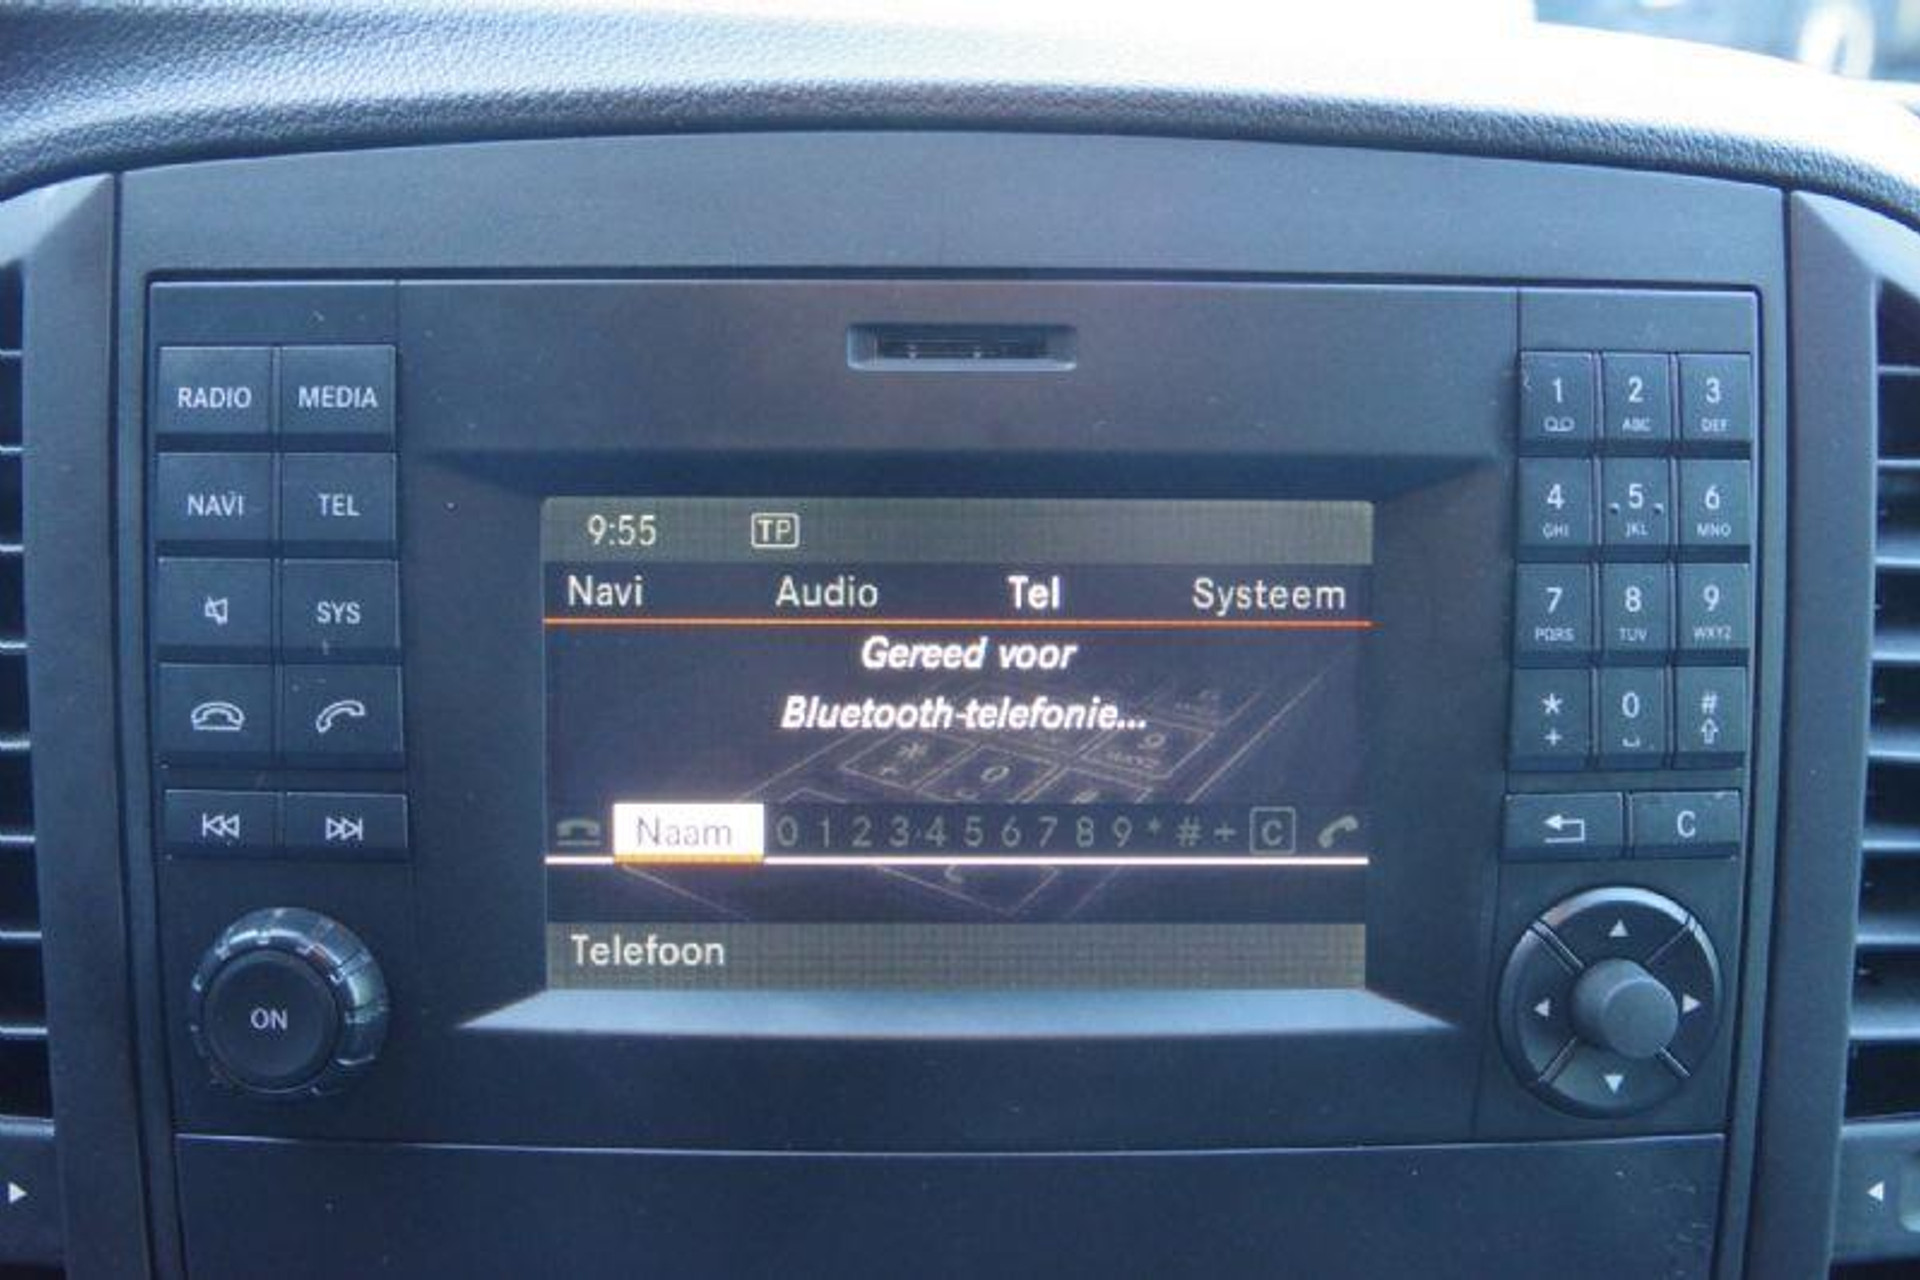 RADIO MEDIA
NAVI TEL
SYS
ON
9:55 TP
Navi Audio Tel Systeem
Gereed voor
Bluetooth-telefonie...
Naam 0 1 2 3 4 5 6 7 8 9 * # + C
Telefoon
1 2 3
ABC DEF
4 5 6
GHI JKL MNO
7 8 9
PQRS TUV WXYZ
* 0 #
+
C